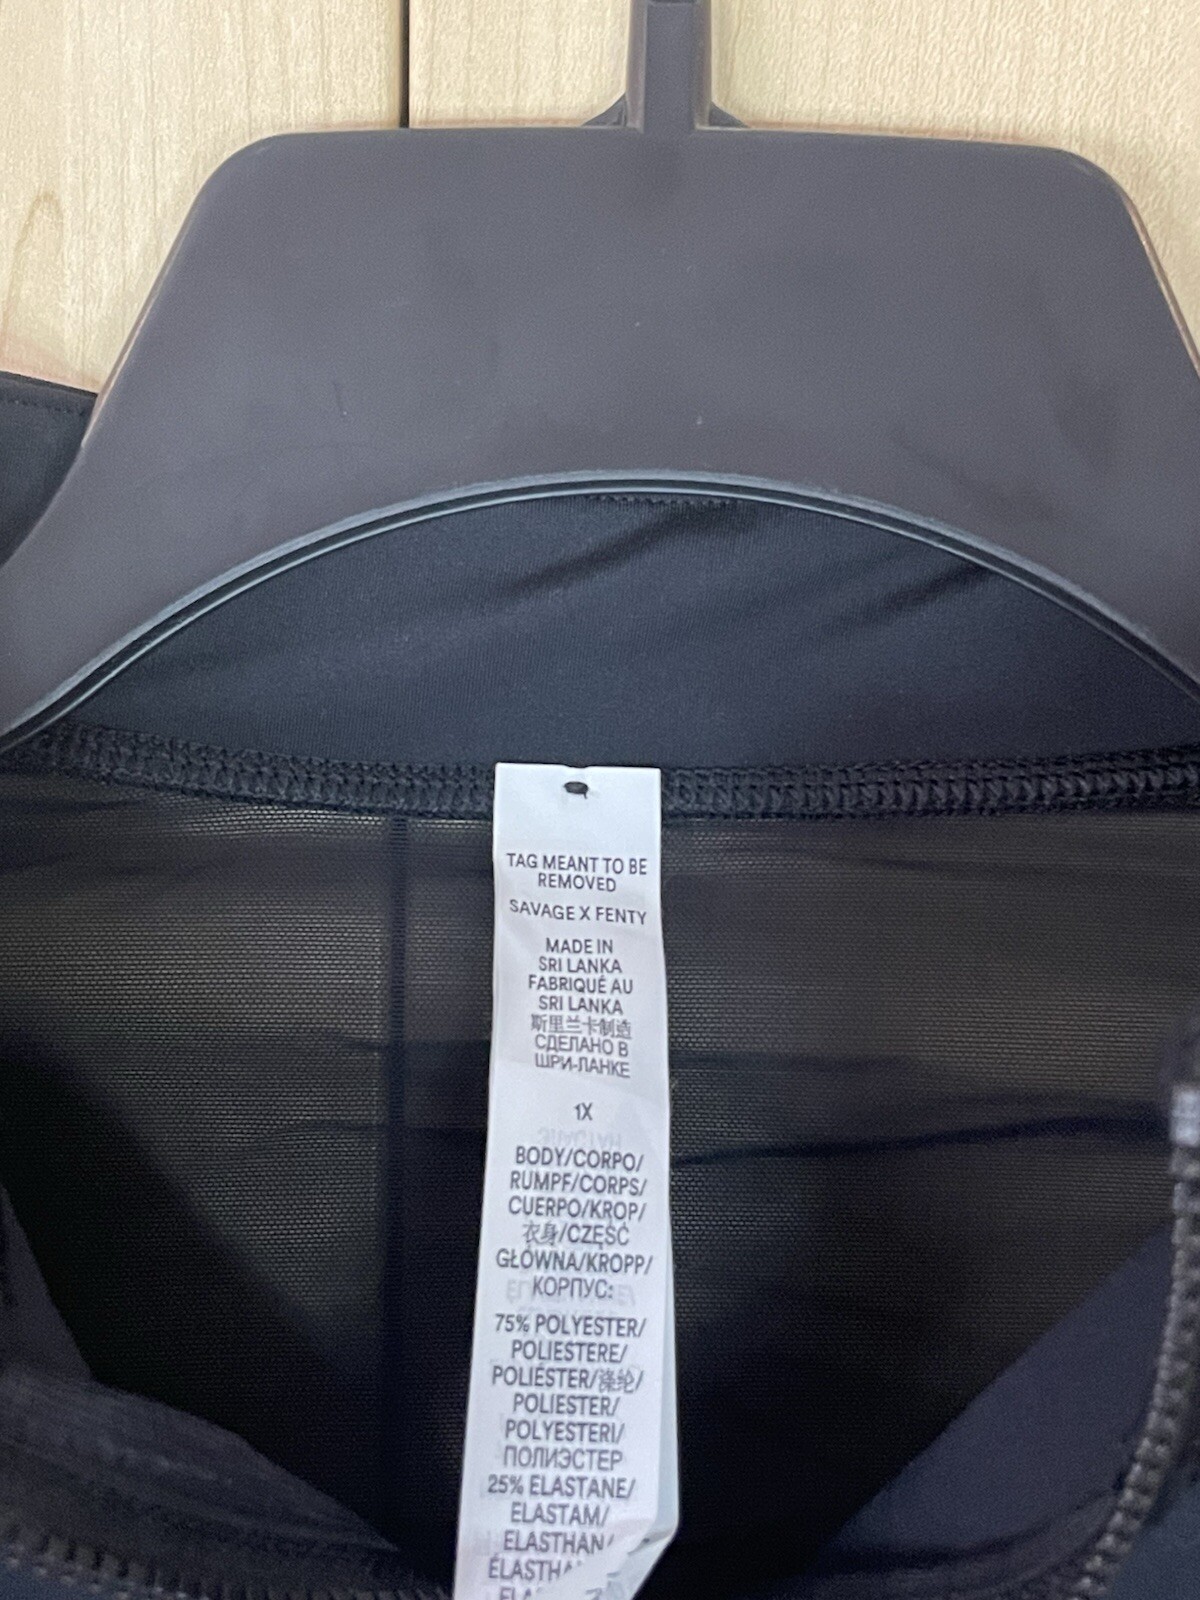 TAG MEANT TO BE
REMOVED
SAVAGE X FENTY
MADE IN
SRI LANKA
FABRIQUÉ AU
SRI LANKA
斯里兰卡制造
СДЕЛАНО В
ШРИ-ЛАНКЕ
1X
BODY/CORPO/
RUMPF/CORPS/
CUERPO/KROP/
衣身/CZĘŚĆ
GŁÓWNA/KROPP/
КОРПУС:
75% POLYESTER/
POLIESTERE/
POLIÉSTER/涤纶/
POLIESTER/
POLYESTERI/
ПОЛИЭСТЕР
25% ELASTANE/
ELASTAM/
ELASTHAN/